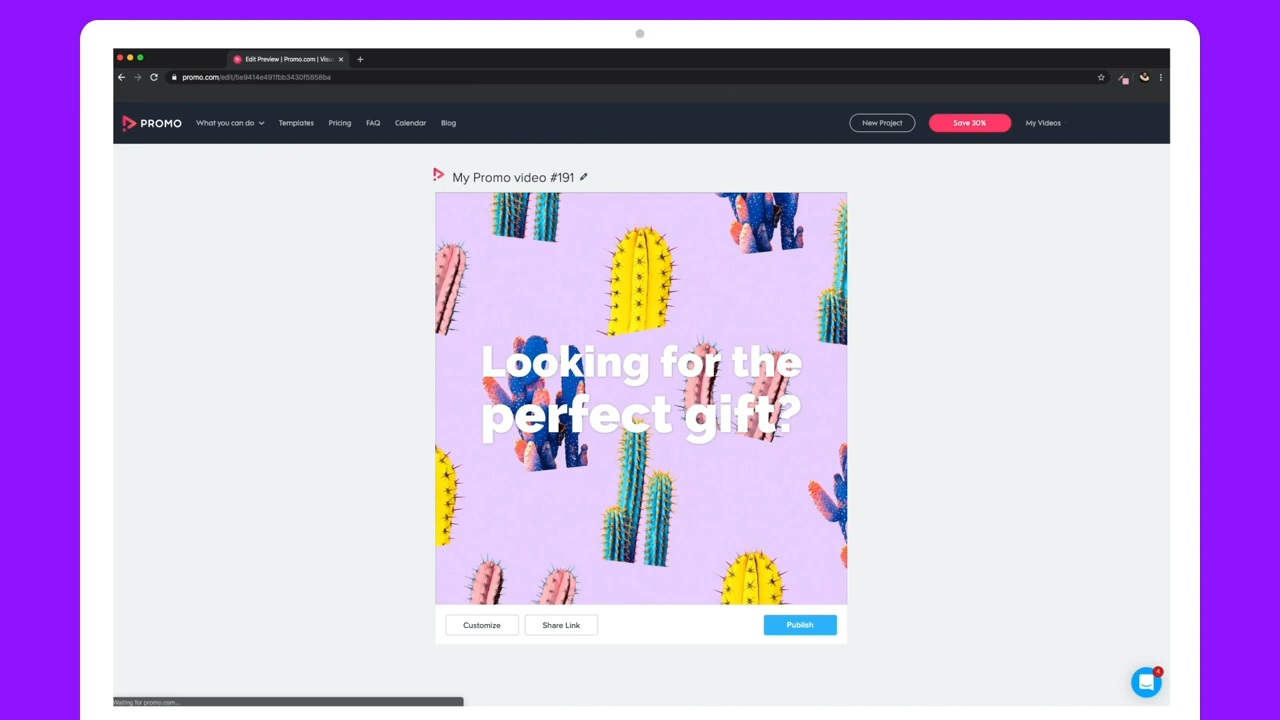 Edit Preview | Promo.com | Visu
promo.com/edit/5e9414e491fbb3430f5858ba
PROMO
What you can do
Templates
Pricing
FAQ
Calendar
Blog
New Project
Save 30%
My Videos
My Promo video #191
Looking for the
perfect gift?
Customize
Share Link
Publish
4
Waiting for promo.com...